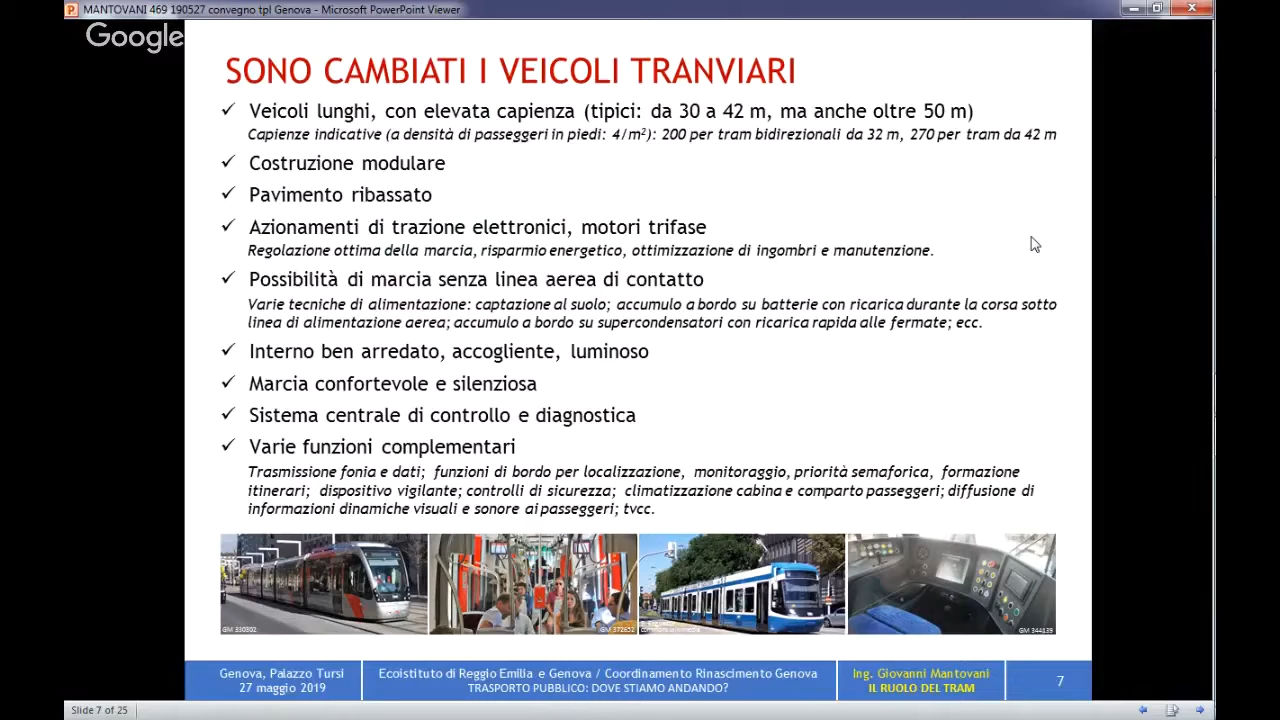 MANTOVANI 469 190527 convegno tpl Genova - Microsoft PowerPoint Viewer
Google
SONO CAMBIATI I VEICOLI TRANVIARI
✓ Veicoli lunghi, con elevata capienza (tipici: da 30 a 42 m, ma anche oltre 50 m)
Capienze indicative (a densità di passeggeri in piedi: 4/m²): 200 per tram bidirezionali da 32 m, 270 per tram da 42 m
✓ Costruzione modulare
✓ Pavimento ribassato
✓ Azionamenti di trazione elettronici, motori trifase
Regolazione ottima della marcia, risparmio energetico, ottimizzazione di ingombri e manutenzione.
✓ Possibilità di marcia senza linea aerea di contatto
Varie tecniche di alimentazione: captazione al suolo; accumulo a bordo su batterie con ricarica durante la corsa sotto
linea di alimentazione aerea; accumulo a bordo su supercondensatori con ricarica rapida alle fermate; ecc.
✓ Interno ben arredato, accogliente, luminoso
✓ Marcia confortevole e silenziosa
✓ Sistema centrale di controllo e diagnostica
✓ Varie funzioni complementari
Trasmissione fonia e dati; funzioni di bordo per localizzazione, monitoraggio, priorità semaforica, formazione
itinerari; dispositivo vigilante; controlli di sicurezza; climatizzazione cabina e comparto passeggeri; diffusione di
informazioni dinamiche visuali e sonore ai passeggeri; tvcc.
GM 330302
GM 372652
GM 344139
Genova, Palazzo Tursi
27 maggio 2019
Ecoistituto di Reggio Emilia e Genova / Coordinamento Rinascimento Genova
TRASPORTO PUBBLICO: DOVE STIAMO ANDANDO?
Ing. Giovanni Mantovani
IL RUOLO DEL TRAM
7
Slide 7 of 25